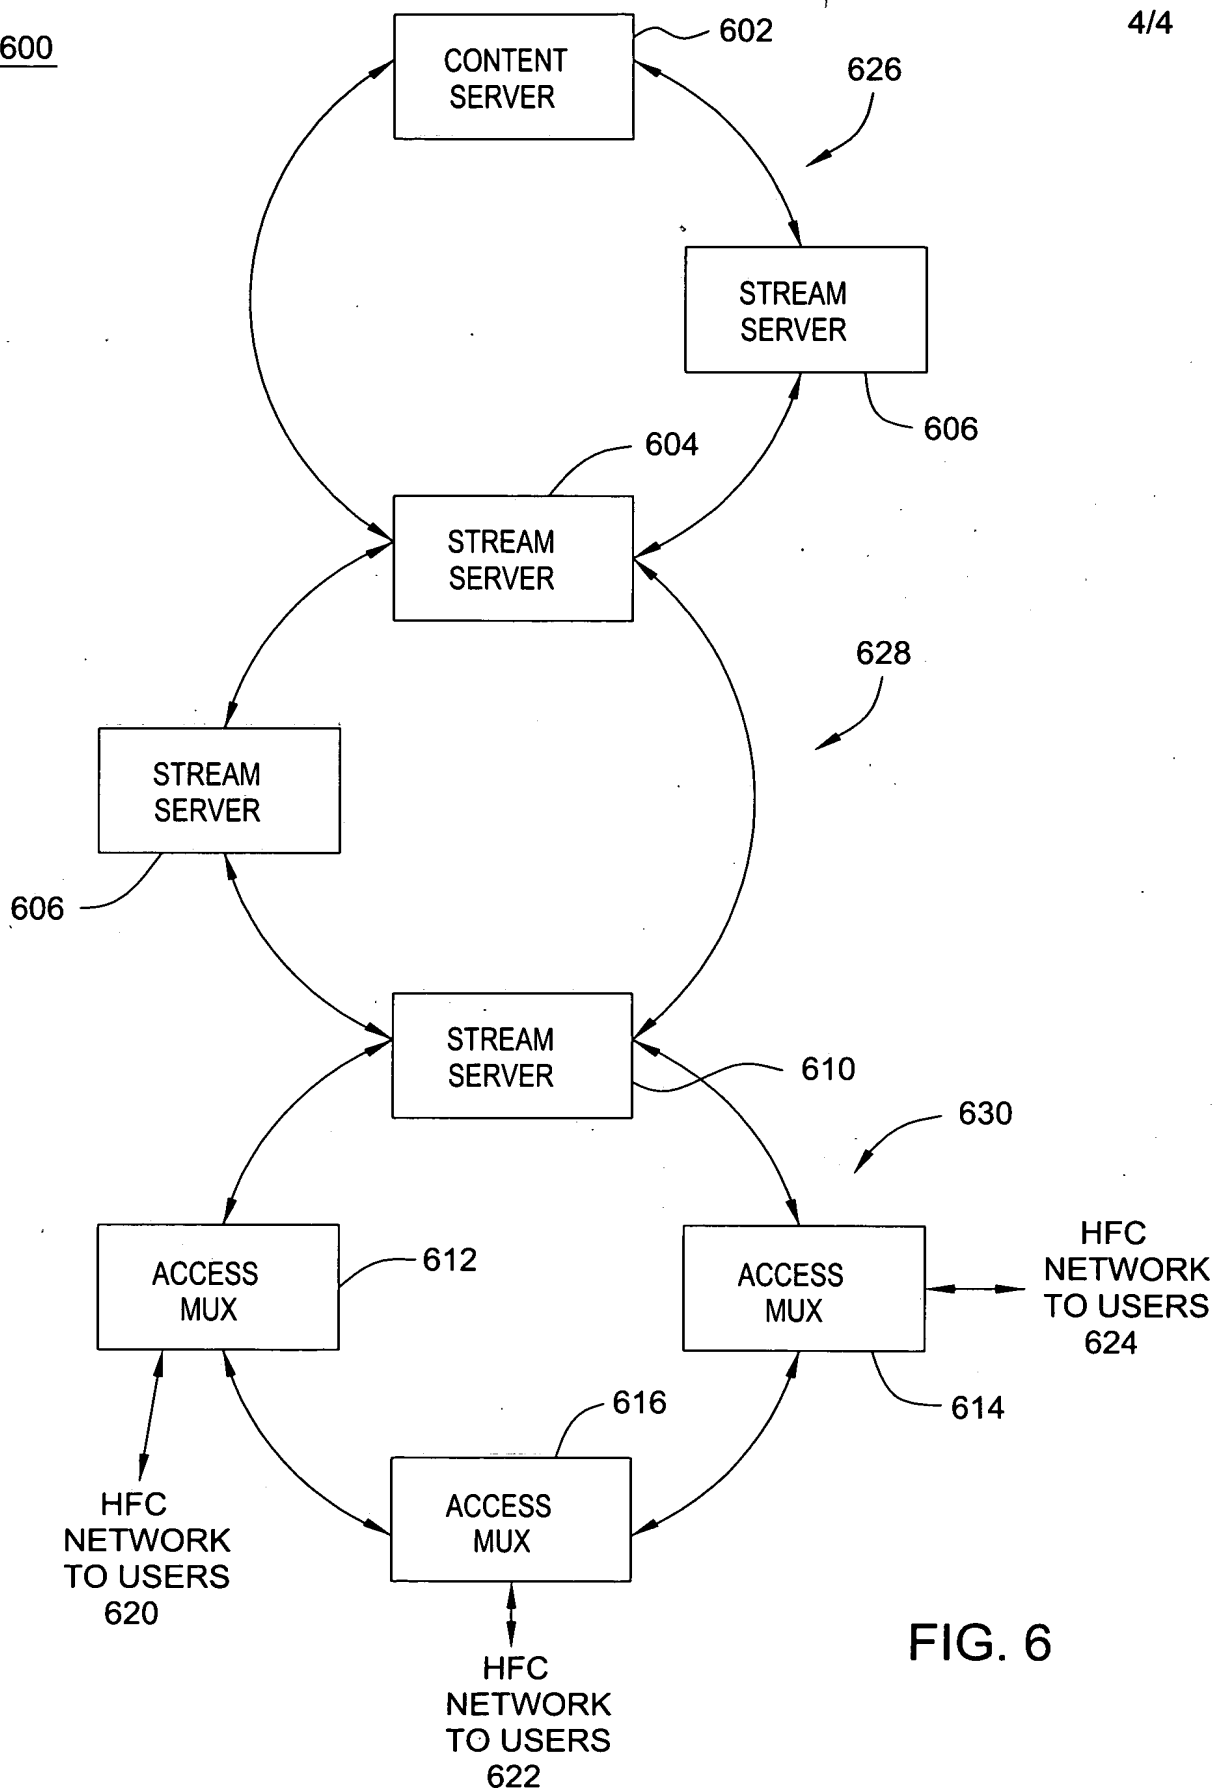 600
4/4
602
CONTENT
SERVER
626
STREAM
SERVER
606
604
STREAM
SERVER
628
STREAM
SERVER
606
STREAM
SERVER
610
630
ACCESS
MUX
612
ACCESS
MUX
HFC
NETWORK
TO USERS
624
614
616
ACCESS
MUX
HFC
NETWORK
TO USERS
620
HFC
NETWORK
TO USERS
622
FIG. 6